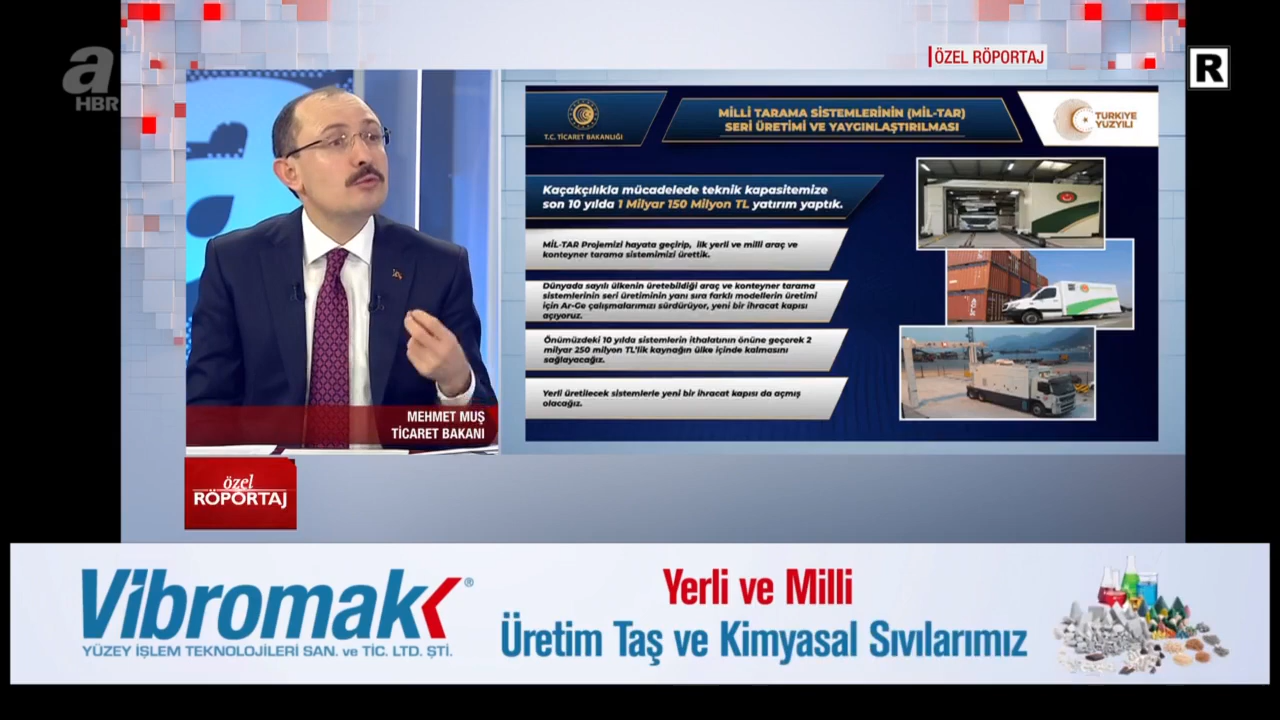 a
HBR
ÖZEL RÖPORTAJ
R
T.C. TİCARET BAKANLIĞI
MİLLİ TARAMA SİSTEMLERİNİN (MİL-TAR)
SERİ ÜRETİMİ VE YAYGINLAŞTIRILMASI
TÜRKİYE
YÜZYILI
Kaçakçılıkla mücadelede teknik kapasitemize
son 10 yılda 1 Milyar 150 Milyon TL yatırım yaptık.
MİL-TAR Projemizi hayata geçirip, ilk yerli ve milli araç ve
konteyner tarama sistemimizi ürettik.
Dünyada sayılı ülkenin üretebildiği araç ve konteyner tarama
sistemlerinin seri üretiminin yanı sıra farklı modellerin üretimi
için Ar-Ge çalışmalarımızı sürdürüyor, yeni bir ihracat kapısı
açıyoruz.
Önümüzdeki 10 yılda sistemlerin ithalatının önüne geçerek 2
milyar 250 milyon TL'lik kaynağın ülke içinde kalmasını
sağlayacağız.
Yerli üretilecek sistemlerle yeni bir ihracat kapısı da açmış
olacağız.
MEHMET MUŞ
TİCARET BAKANI
özel
RÖPORTAJ
Vibromak®
YÜZEY İŞLEM TEKNOLOJİLERİ SAN. ve TİC. LTD. ŞTİ.
Yerli ve Milli
Üretim Taş ve Kimyasal Sıvılarımız